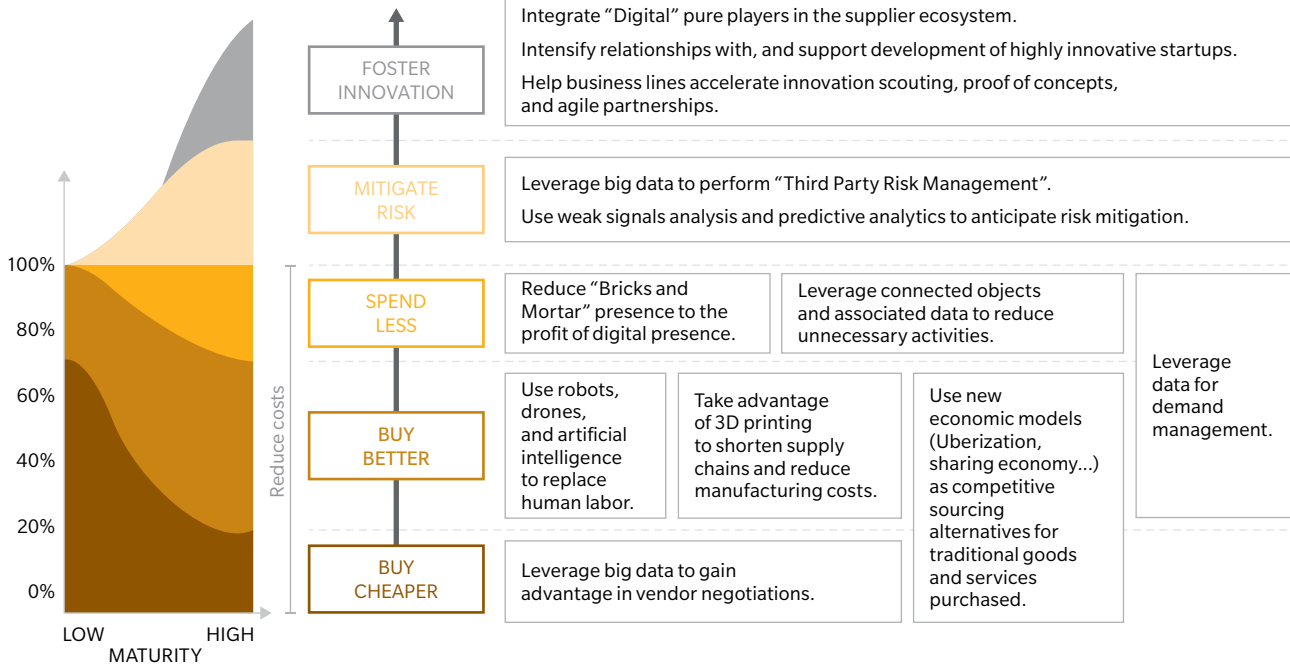 Integrate “Digital” pure players in the supplier ecosystem.
Intensify relationships with, and support development of highly innovative startups.
Help business lines accelerate innovation scouting, proof of concepts,
and agile partnerships.
FOSTER
INNOVATION
MITIGATE
RISK
Leverage big data to perform “Third Party Risk Management”.
Use weak signals analysis and predictive analytics to anticipate risk mitigation.
100%
80%
60%
40%
20%
0%
LOW
HIGH
MATURITY
Reduce costs
SPEND
LESS
Reduce “Bricks and
Mortar” presence to the
profit of digital presence.
Leverage connected objects
and associated data to reduce
unnecessary activities.
Leverage
data for
demand
management.
BUY
BETTER
Use robots,
drones,
and artificial
intelligence
to replace
human labor.
Take advantage
of 3D printing
to shorten supply
chains and reduce
manufacturing costs.
Use new
economic models
(Uberization,
sharing economy...)
as competitive
sourcing
alternatives for
traditional goods
and services
purchased.
BUY
CHEAPER
Leverage big data to gain
advantage in vendor negotiations.